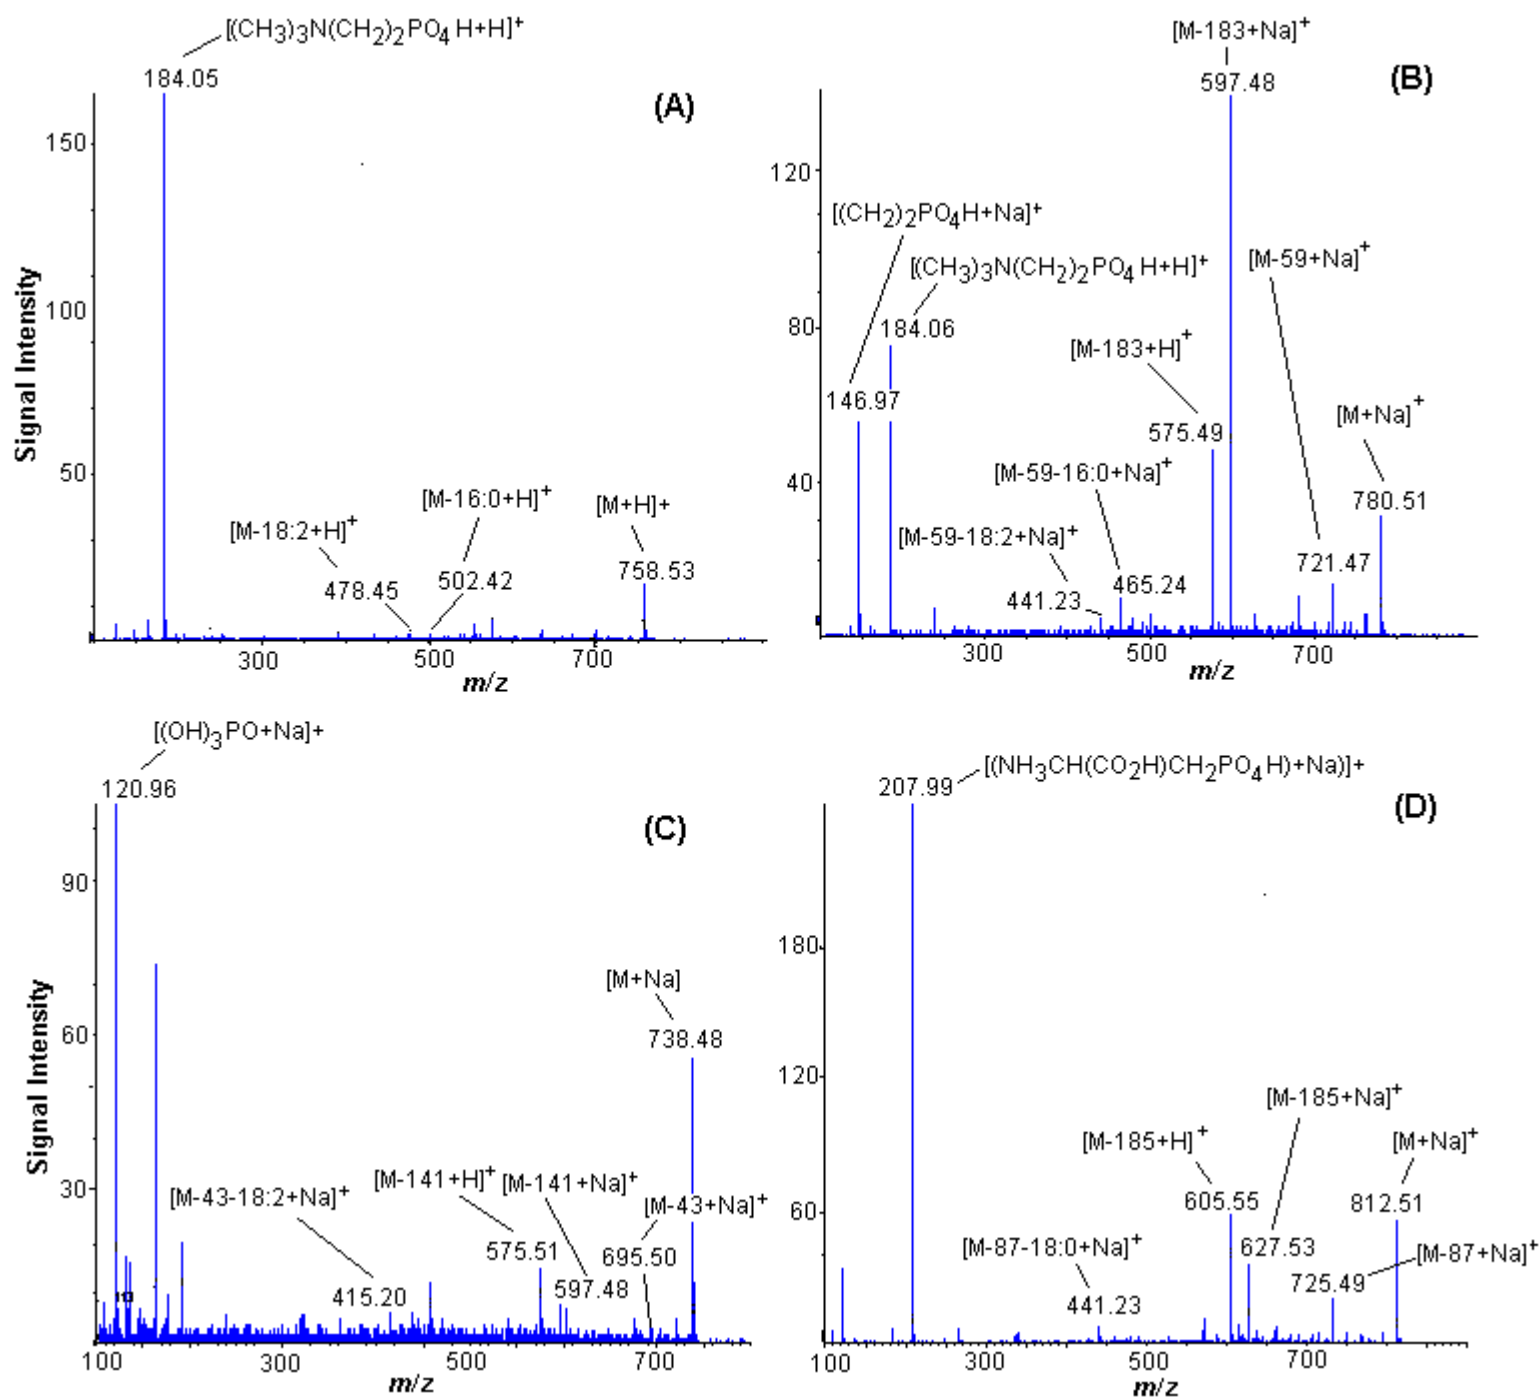 [(CH3)3N(CH2)2PO4 H+H]+
184.05
(A)
150
100
50
Signal Intensity
[M-18:2+H]+
478.45
[M-16:0+H]+
502.42
[M+H]+
758.53
300
500
700
m/z
[M-183+Na]+
597.48
(B)
120
80
40
[(CH2)2PO4H+Na]+
146.97
[(CH3)3N(CH2)2PO4 H+H]+
184.06
[M-59+Na]+
721.47
[M-183+H]+
575.49
[M+Na]+
780.51
[M-59-16:0+Na]+
465.24
[M-59-18:2+Na]+
441.23
300
500
700
m/z
[(OH)3PO+Na]+
120.96
(C)
90
60
30
Signal Intensity
[M+Na]
738.48
[M-43-18:2+Na]+
415.20
[M-141+H]+
575.51
[M-141+Na]+
597.48
[M-43+Na]+
695.50
100
300
500
700
m/z
[(NH3CH(CO2H)CH2PO4 H)+Na)]+
207.99
(D)
180
120
60
[M-185+Na]+
627.53
[M-185+H]+
605.55
[M+Na]+
812.51
[M-87-18:0+Na]+
441.23
[M-87+Na]+
725.49
100
300
500
700
m/z